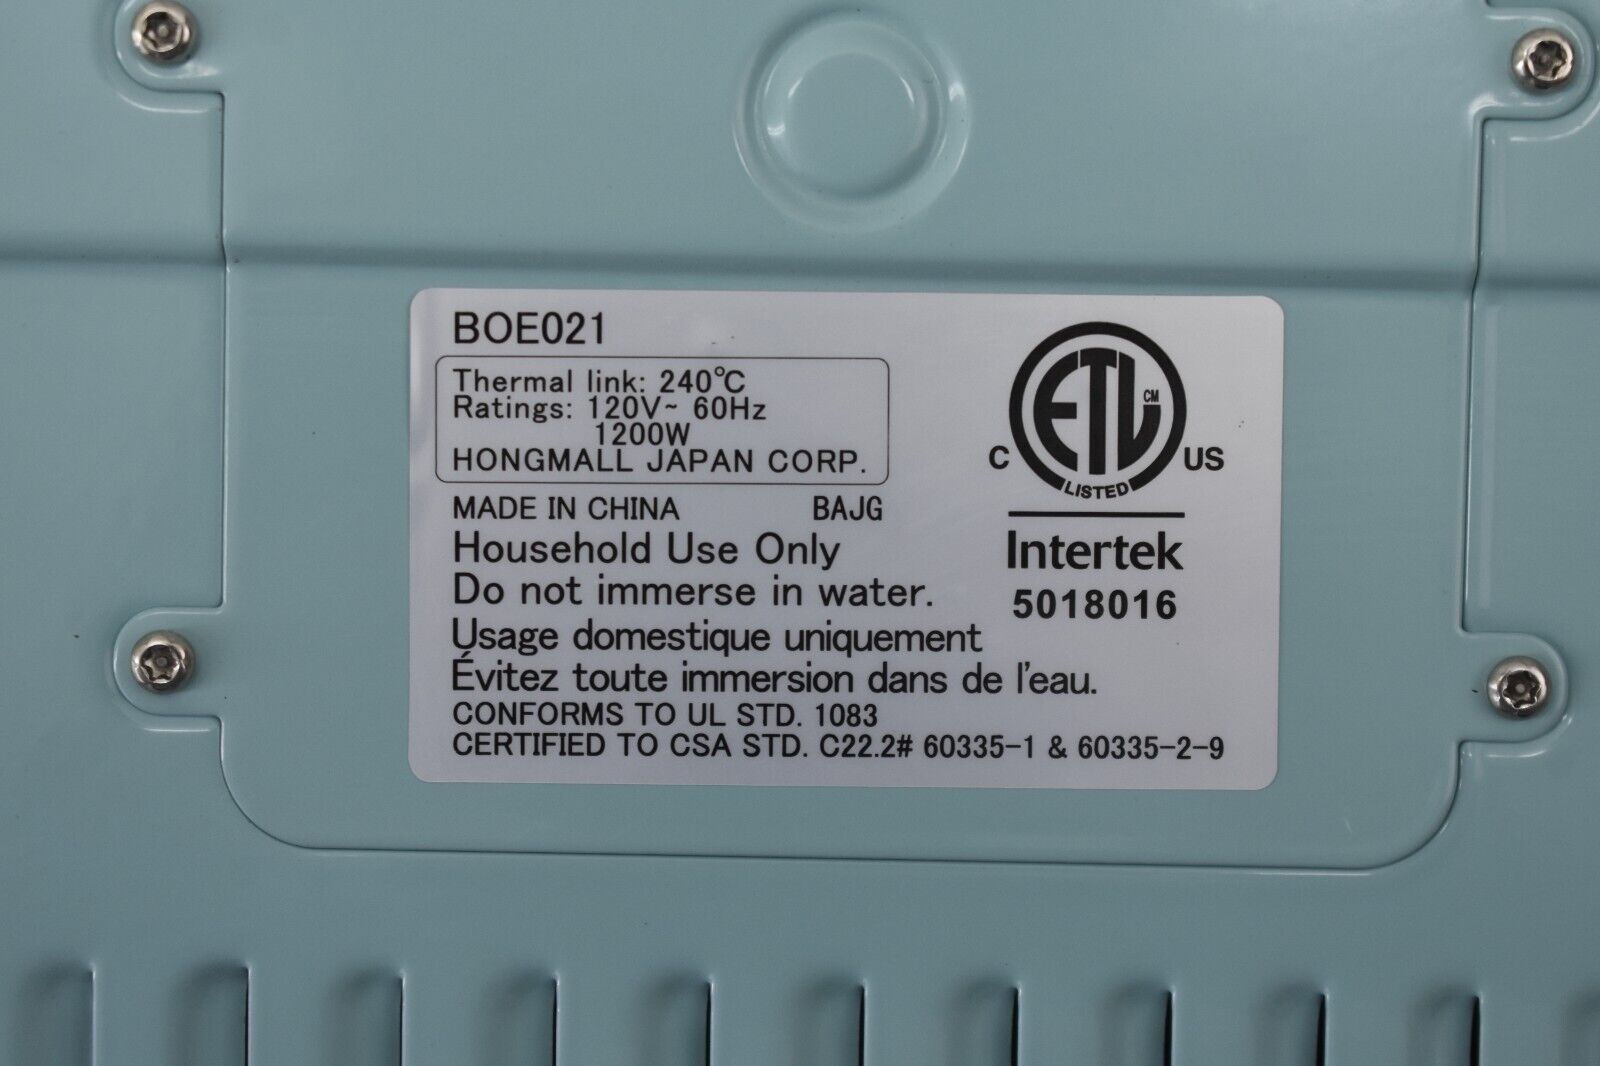 BOE021
Thermal link: 240℃
Ratings: 120V~ 60Hz
1200W
HONGMALL JAPAN CORP.
MADE IN CHINA BAJG
Household Use Only
Do not immerse in water.
Usage domestique uniquement
Évitez toute immersion dans de l'eau.
CONFORMS TO UL STD. 1083
CERTIFIED TO CSA STD. C22.2# 60335-1 & 60335-2-9
ETL CM
C US
LISTED
Intertek
5018016